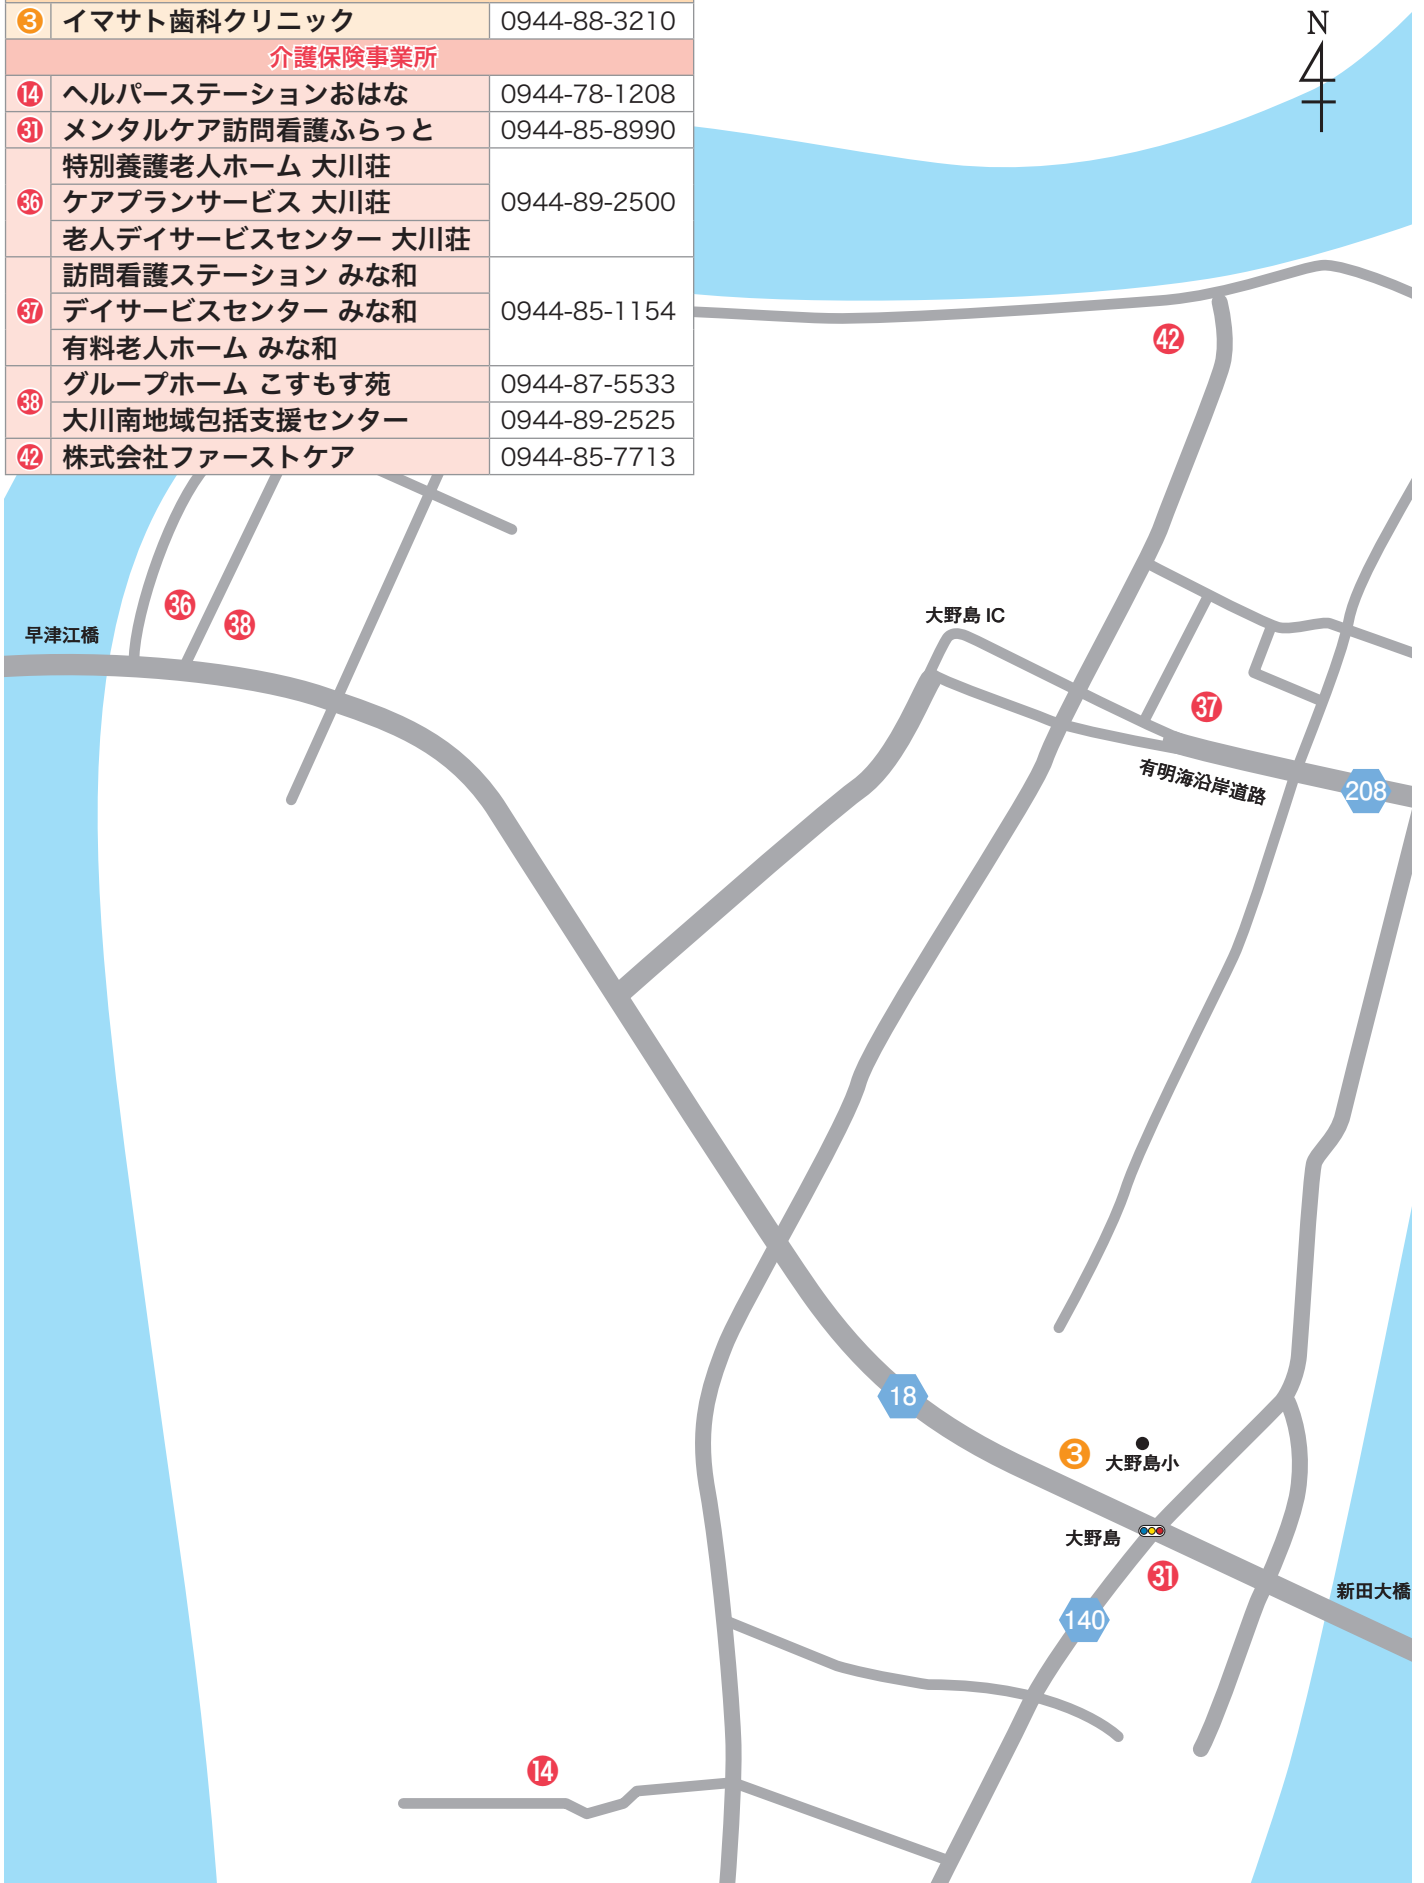 3 イマサト歯科クリニック 0944-88-3210
介護保険事業所
14 ヘルパーステーションおはな 0944-78-1208
31 メンタルケア訪問看護ふらっと 0944-85-8990
36 特別養護老人ホーム 大川荘 0944-89-2500
ケアプランサービス 大川荘
老人デイサービスセンター 大川荘
37 訪問看護ステーション みな和 0944-85-1154
デイサービスセンター みな和
有料老人ホーム みな和
38 グループホーム こすもす苑 0944-87-5533
大川南地域包括支援センター 0944-89-2525
42 株式会社ファーストケア 0944-85-7713
N
42
36
38
早津江橋
大野島 IC
37
有明海沿岸道路
208
18
3
大野島小
大野島
31
新田大橋
140
14